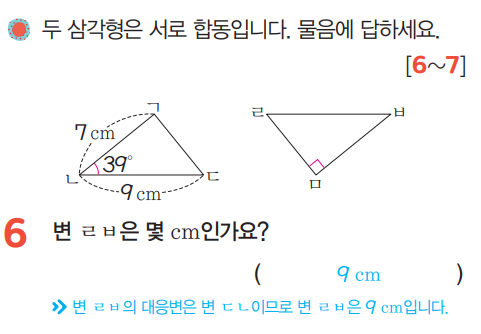 두 삼각형은 서로 합동입니다. 물음에 답하세요.
[6~7]
ㄱ
7 cm
39°
ㄴ
ㄷ
9 cm
ㄹ
ㅂ
ㅁ
6 변 ㄹㅂ은 몇 cm인가요?
( 9 cm )
>> 변 ㄹㅂ의 대응변은 변 ㄷㄴ이므로 변 ㄹㅂ은 9 cm입니다.